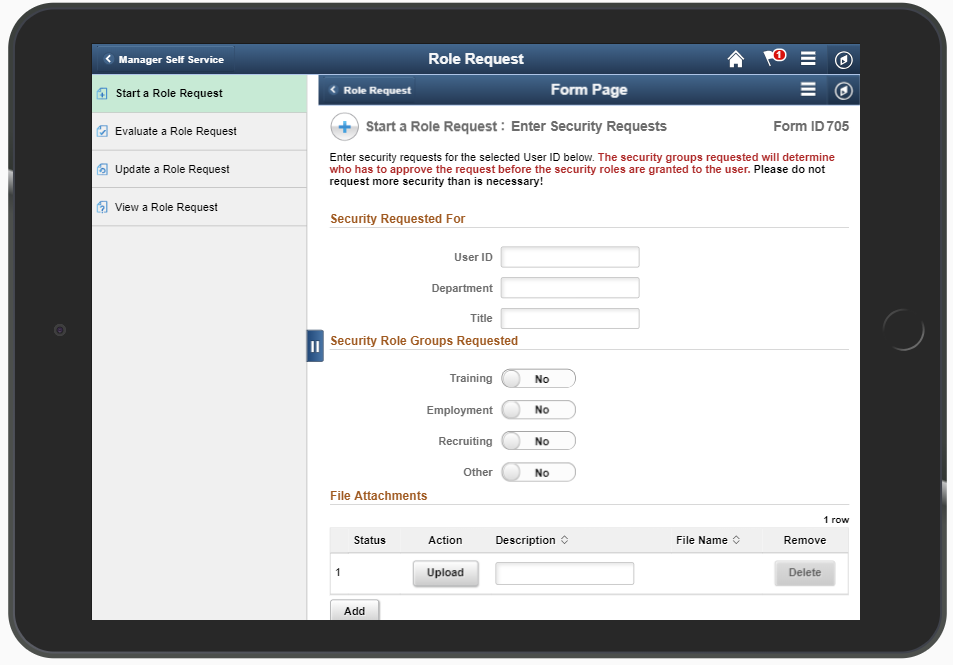 Manager Self Service
Role Request
1
Start a Role Request
Evaluate a Role Request
Update a Role Request
View a Role Request
Role Request
Form Page
Start a Role Request : Enter Security Requests
Form ID 705
Enter security requests for the selected User ID below. The security groups requested will determine
who has to approve the request before the security roles are granted to the user. Please do not
request more security than is necessary!
Security Requested For
User ID
Department
Title
Security Role Groups Requested
Training No
Employment No
Recruiting No
Other No
File Attachments
1 row
Status Action Description File Name Remove
1 Upload Delete
Add